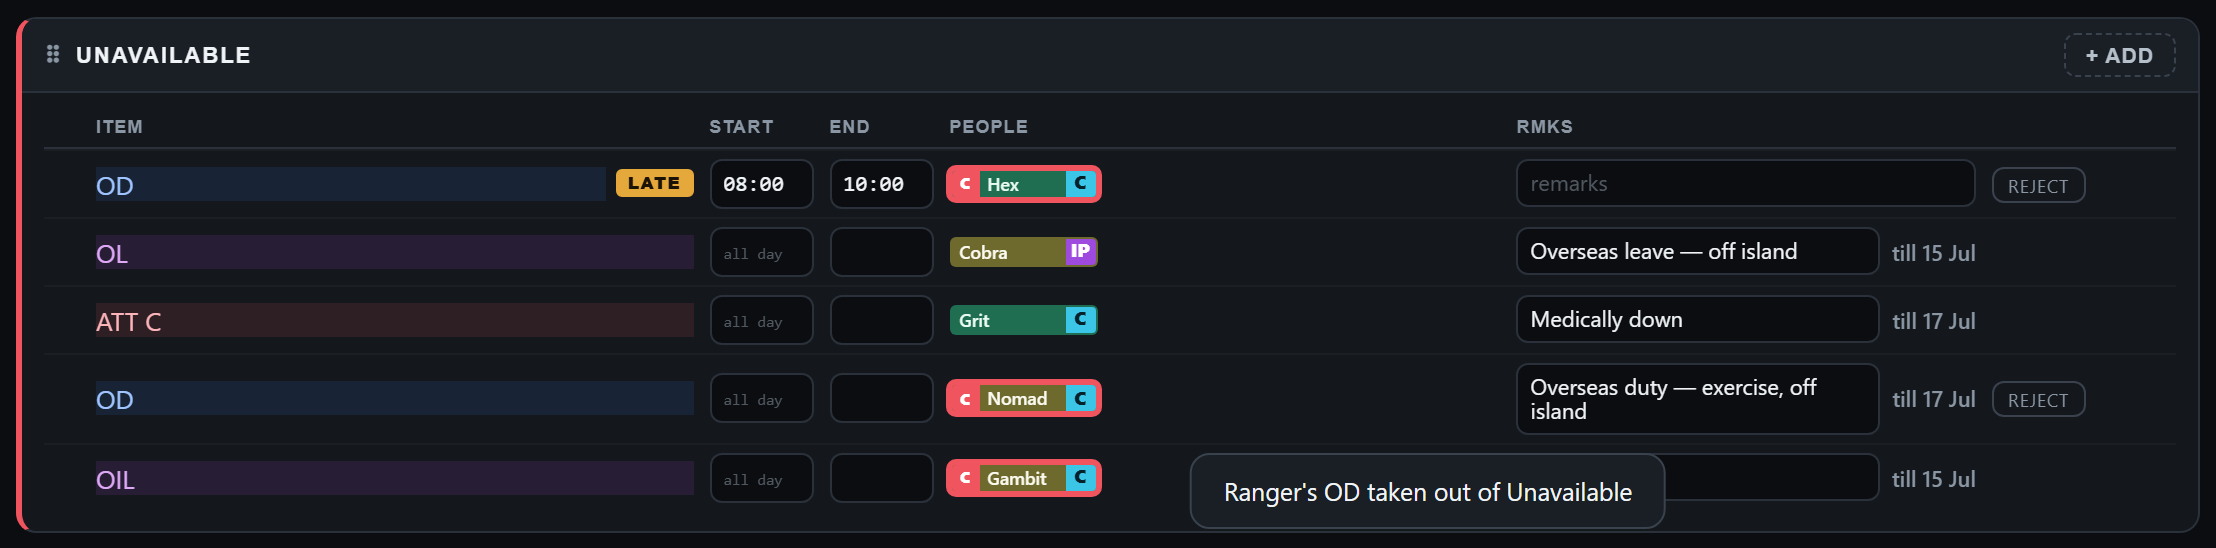 UNAVAILABLE
+ ADD
ITEM START END PEOPLE RMKS
OD LATE 08:00 10:00 C Hex C remarks REJECT
OL all day Cobra IP Overseas leave — off island till 15 Jul
ATT C all day Grit C Medically down till 17 Jul
OD all day C Nomad C Overseas duty — exercise, off island till 17 Jul REJECT
OIL all day C Gambit C till 15 Jul
Ranger's OD taken out of Unavailable